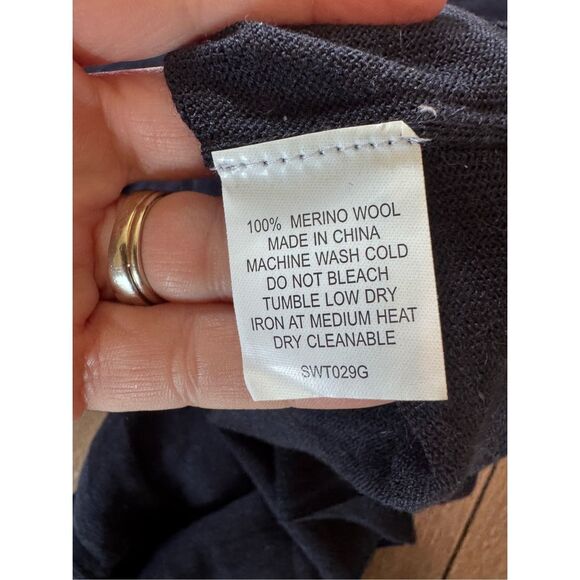 100% MERINO WOOL
MADE IN CHINA
MACHINE WASH COLD
DO NOT BLEACH
TUMBLE LOW DRY
IRON AT MEDIUM HEAT
DRY CLEANABLE
SWT029G